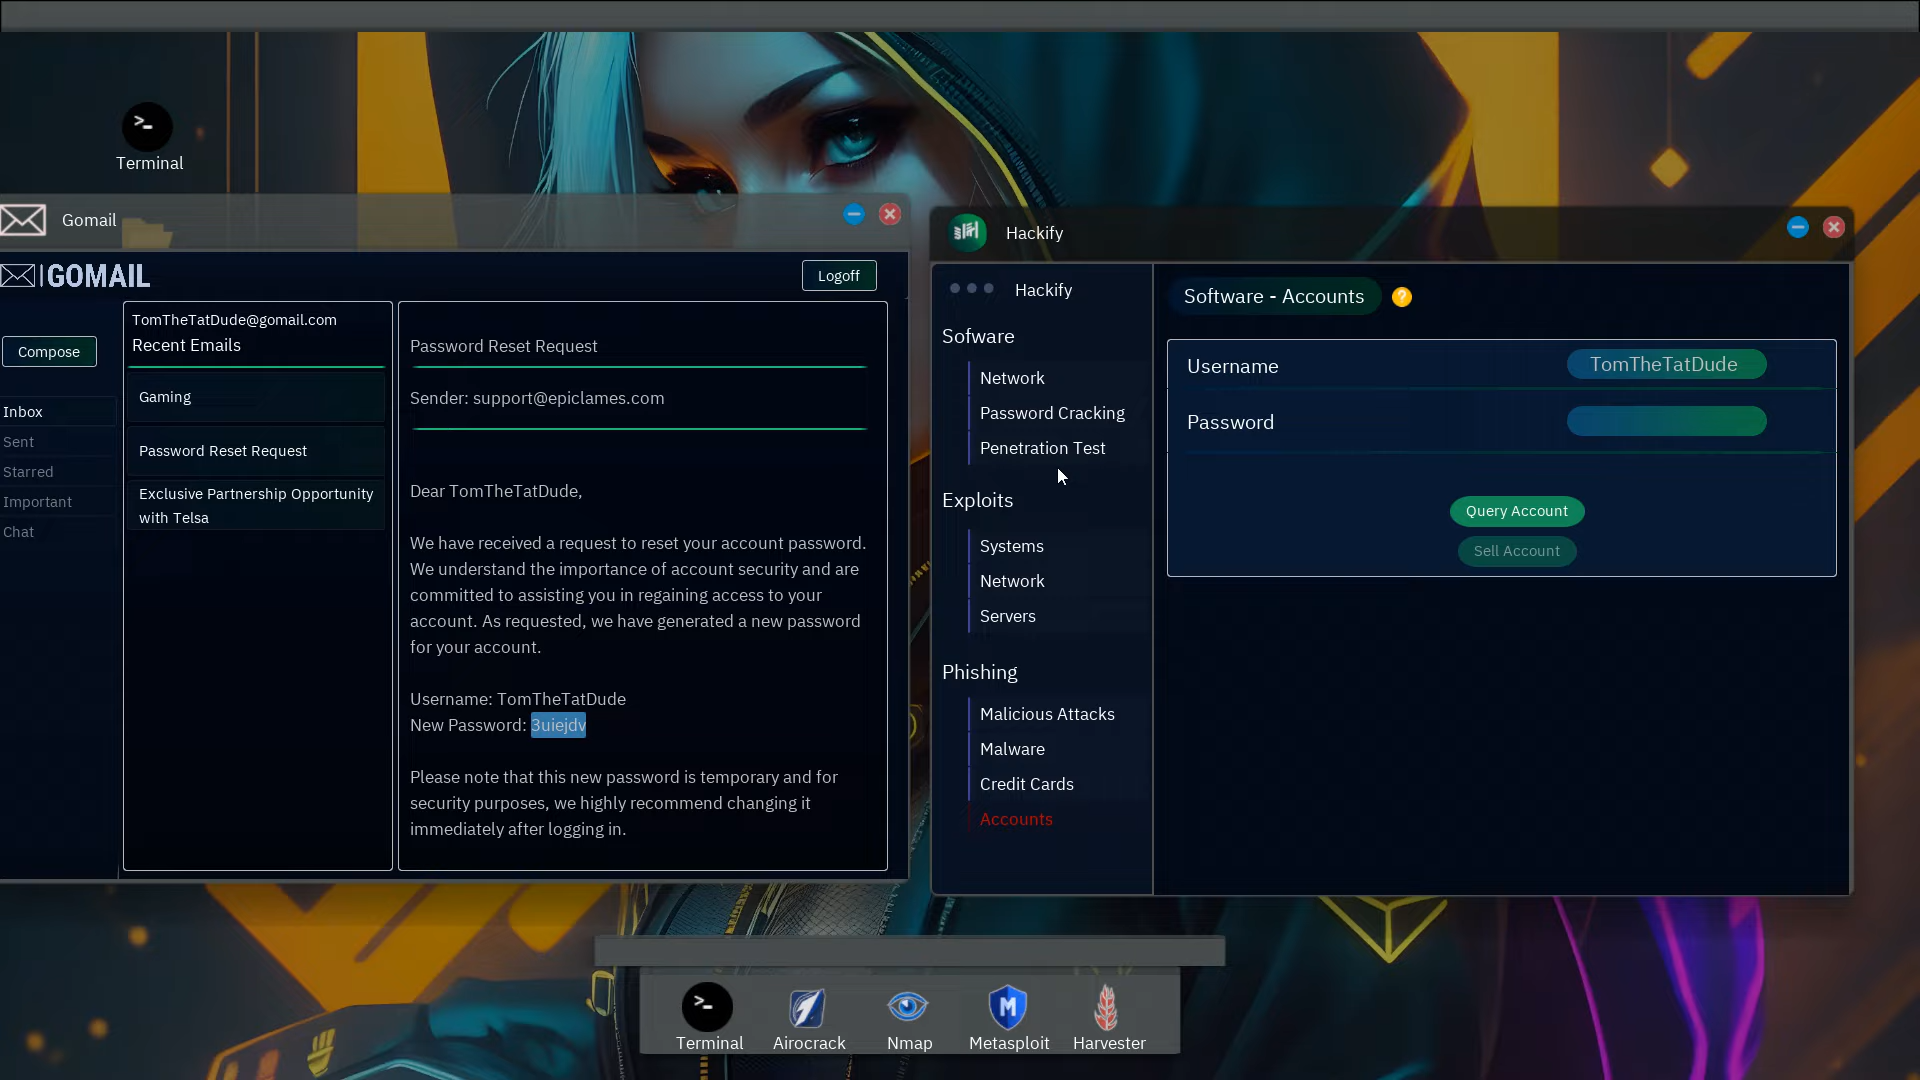 >_
Terminal
Gomail
GOMAIL
Logoff
Compose
Inbox
Sent
Starred
Important
Chat
TomTheTatDude@gomail.com
Recent Emails
Gaming
Password Reset Request
Exclusive Partnership Opportunity
with Telsa
Password Reset Request
Sender: support@epiclames.com
Dear TomTheTatDude,
We have received a request to reset your account password.
We understand the importance of account security and are
committed to assisting you in regaining access to your
account. As requested, we have generated a new password
for your account.
Username: TomTheTatDude
New Password: 3uiejdv
Please note that this new password is temporary and for
security purposes, we highly recommend changing it
immediately after logging in.
Hackify
Hackify
Sofware
Network
Password Cracking
Penetration Test
Exploits
Systems
Network
Servers
Phishing
Malicious Attacks
Malware
Credit Cards
Accounts
Software - Accounts
?
Username
TomTheTatDude
Password
Query Account
Sell Account
>_
M
Terminal
Airocrack
Nmap
Metasploit
Harvester